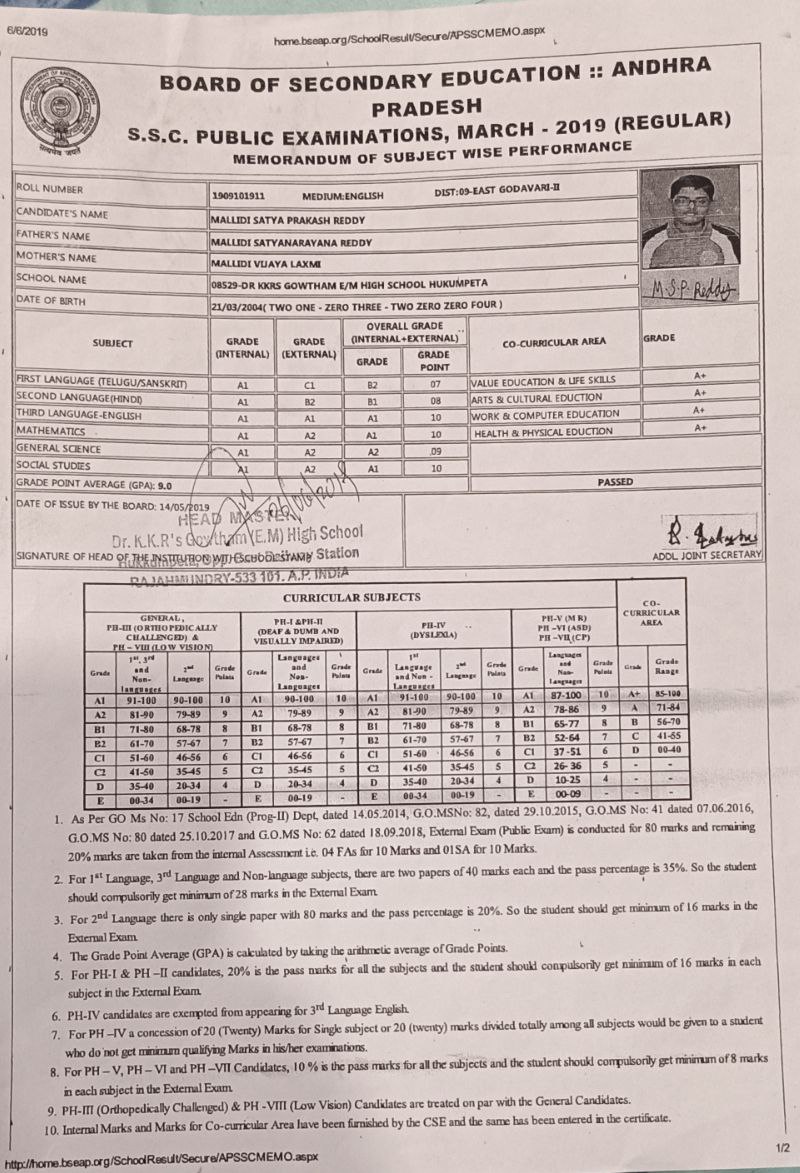 6/6/2019
home.bseap.org/SchoolResult/Secure/APSSCMEMO.aspx
BOARD OF SECONDARY EDUCATION :: ANDHRA
PRADESH
S.S.C. PUBLIC EXAMINATIONS, MARCH - 2019 (REGULAR)
MEMORANDUM OF SUBJECT WISE PERFORMANCE
ROLL NUMBER 1909101911 MEDIUM:ENGLISH DIST:09-EAST GODAVARI-II
CANDIDATE'S NAME MALLIDI SATYA PRAKASH REDDY
FATHER'S NAME MALLIDI SATYANARAYANA REDDY
MOTHER'S NAME MALLIDI VIJAYA LAXMI
SCHOOL NAME 08529-DR KKRS GOWTHAM E/M HIGH SCHOOL HUKUMPETA
M.S.P. Reddy
DATE OF BIRTH 21/03/2004( TWO ONE - ZERO THREE - TWO ZERO ZERO FOUR )
SUBJECT GRADE (INTERNAL) GRADE (EXTERNAL) OVERALL GRADE (INTERNAL+EXTERNAL) CO-CURRICULAR AREA GRADE
GRADE GRADE POINT
FIRST LANGUAGE (TELUGU/SANSKRIT) A1 C1 B2 07 VALUE EDUCATION & LIFE SKILLS A+
SECOND LANGUAGE(HINDI) A1 B2 B1 08 ARTS & CULTURAL EDUCTION A+
THIRD LANGUAGE-ENGLISH A1 A1 A1 10 WORK & COMPUTER EDUCATION A+
MATHEMATICS A1 A2 A1 10 HEALTH & PHYSICAL EDUCTION A+
GENERAL SCIENCE A1 A2 A2 09
SOCIAL STUDIES A1 A2 A1 10
GRADE POINT AVERAGE (GPA): 9.0 PASSED
DATE OF ISSUE BY THE BOARD: 14/05/2019
HEAD MASTER
Dr. K.K.R's Gowtham (E.M) High School
SIGNATURE OF HEAD OF THE INSTITUTION WITH SCHOOL STAMP Station ADDL. JOINT SECRETARY
RAJAHMUNDRY-533 101. A.P. INDIA
CURRICULAR SUBJECTS CO-CURRICULAR AREA
GENERAL, PH-III (ORTHOPEDICALLY CHALLENGED) & PH – VIII (LOW VISION) PH-I &PH-II (DEAF & DUMB AND VISUALLY IMPAIRED) PH-IV (DYSLEXIA) PH-V (M R) PH –VI (ASD) PH –VII (CP)
Grade 1st, 3rd and Non-languages 2nd Language Grade Points Grade Languages and Non-Languages Grade Points Grade 1st Language and Non - Languages 2nd Language Grade Points Grade Languages and Non-Languages Grade Points Grade Grade Range
A1 91-100 90-100 10 A1 90-100 10 A1 91-100 90-100 10 A1 87-100 10 A+ 85-100
A2 81-90 79-89 9 A2 79-89 9 A2 81-90 79-89 9 A2 78-86 9 A 71-84
B1 71-80 68-78 8 B1 68-78 8 B1 71-80 68-78 8 B1 65-77 8 B 56-70
B2 61-70 57-67 7 B2 57-67 7 B2 61-70 57-67 7 B2 52-64 7 C 41-55
C1 51-60 46-56 6 C1 46-56 6 C1 51-60 46-56 6 C1 37-51 6 D 00-40
C2 41-50 35-45 5 C2 35-45 5 C2 41-50 35-45 5 C2 26-36 5 - -
D 35-40 20-34 4 D 20-34 4 D 35-40 20-34 4 D 10-25 4 - -
E 00-34 00-19 - E 00-19 - E 00-34 00-19 - E 00-09 - - -
1. As Per GO Ms No: 17 School Edn (Prog-II) Dept, dated 14.05.2014, G.O.MSNo: 82, dated 29.10.2015, G.O.MS No: 41 dated 07.06.2016,
G.O.MS No: 80 dated 25.10.2017 and G.O.MS No: 62 dated 18.09.2018, External Exam (Public Exam) is conducted for 80 marks and remaining
20% marks are taken from the internal Assessment i.e. 04 FAs for 10 Marks and 01SA for 10 Marks.
2. For 1st Language, 3rd Language and Non-language subjects, there are two papers of 40 marks each and the pass percentage is 35%. So the student
should compulsorily get minimum of 28 marks in the External Exam.
3. For 2nd Language there is only single paper with 80 marks and the pass percentage is 20%. So the student should get minimum of 16 marks in the
External Exam.
4. The Grade Point Average (GPA) is calculated by taking the arithmetic average of Grade Points.
5. For PH-I & PH –II candidates, 20% is the pass marks for all the subjects and the student should compulsorily get minimum of 16 marks in each
subject in the External Exam.
6. PH-IV candidates are exempted from appearing for 3rd Language English.
7. For PH –IV a concession of 20 (Twenty) Marks for Single subject or 20 (twenty) marks divided totally among all subjects would be given to a student
who do not get minimum qualifying Marks in his/her examinations.
8. For PH – V, PH – VI and PH –VII Candidates, 10 % is the pass marks for all the subjects and the student should compulsorily get minimum of 8 marks
in each subject in the External Exam.
9. PH-III (Orthopedically Challenged) & PH -VIII (Low Vision) Candidates are treated on par with the General Candidates.
10. Internal Marks and Marks for Co-curricular Area have been furnished by the CSE and the same has been entered in the certificate.
http://home.bseap.org/SchoolResult/Secure/APSSCMEMO.aspx
1/2